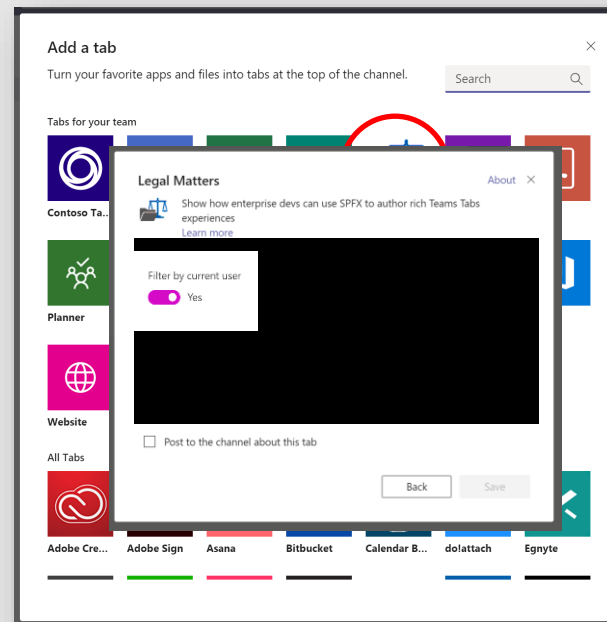 Add a tab
Turn your favorite apps and files into tabs at the top of the channel.
Search
Tabs for your team
Contoso Ta...
Planner
Website
Legal Matters
About
Show how enterprise devs can use SPFX to author rich Teams Tabs
experiences
Learn more
Filter by current user
Yes
Post to the channel about this tab
Back
Save
All Tabs
Adobe Cre...
Adobe Sign
Asana
Bitbucket
Calendar B...
do!attach
Egnyte